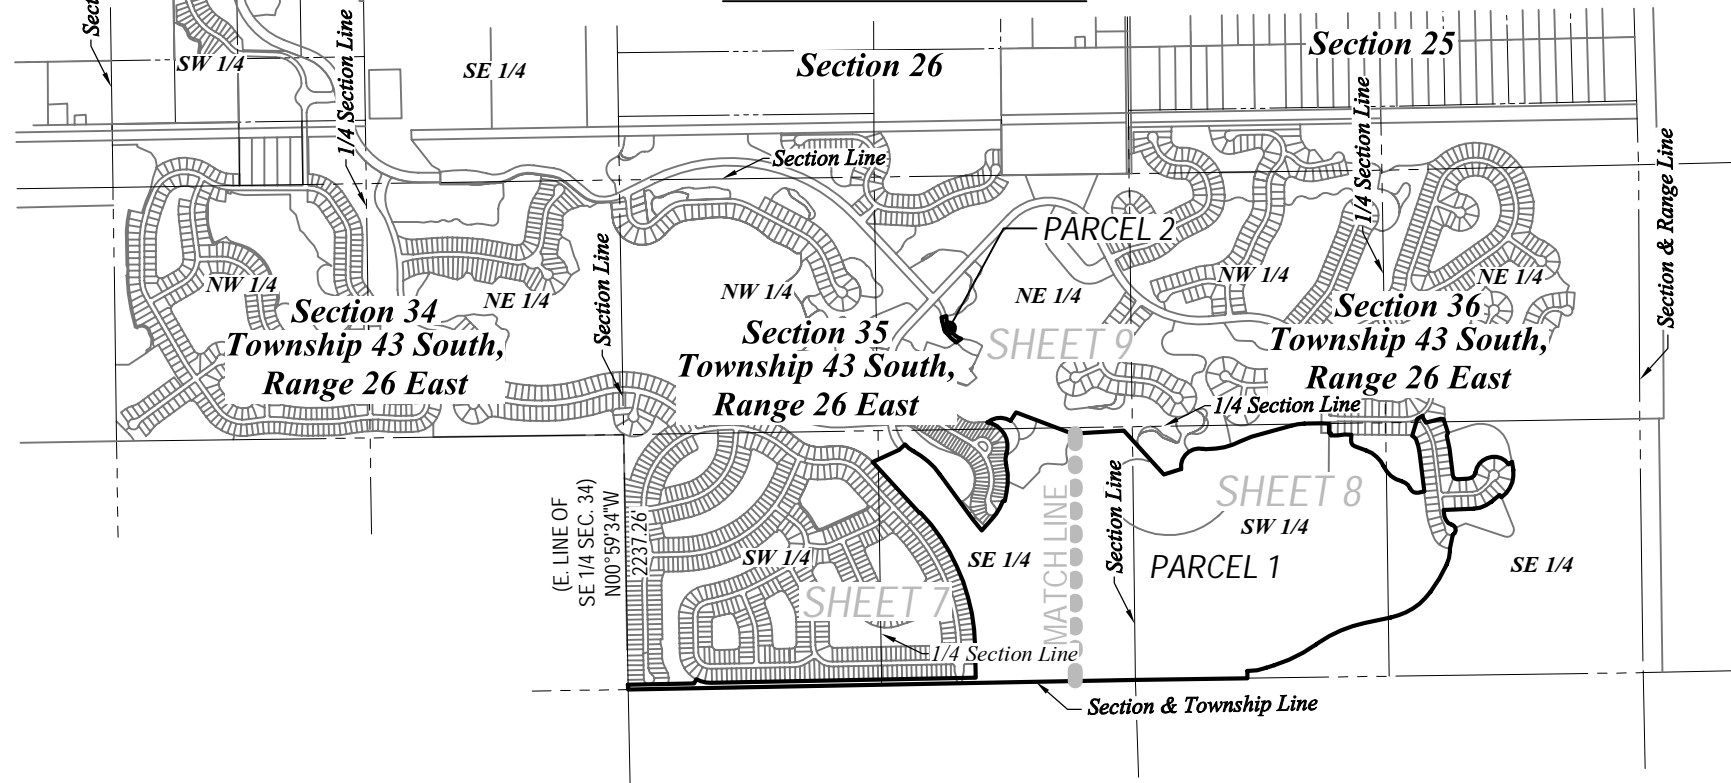 Sect
SW 1/4
1/4 Section Line
SE 1/4
Section 26
Section 25
1/4 Section Line
Section & Range Line
Section Line
PARCEL 2
NW 1/4
NE 1/4
Section 34
Township 43 South,
Range 26 East
Section Line
NW 1/4
NE 1/4
Section 35
Township 43 South,
Range 26 East
SHEET 9
NW 1/4
NE 1/4
Section 36
Township 43 South,
Range 26 East
1/4 Section Line
(E. LINE OF
SE 1/4 SEC. 34)
N00°59'34"W
2237.26'
SW 1/4
SHEET 7
SE 1/4
MATCH LINE
Section Line
SHEET 8
SW 1/4
PARCEL 1
SE 1/4
1/4 Section Line
Section & Township Line